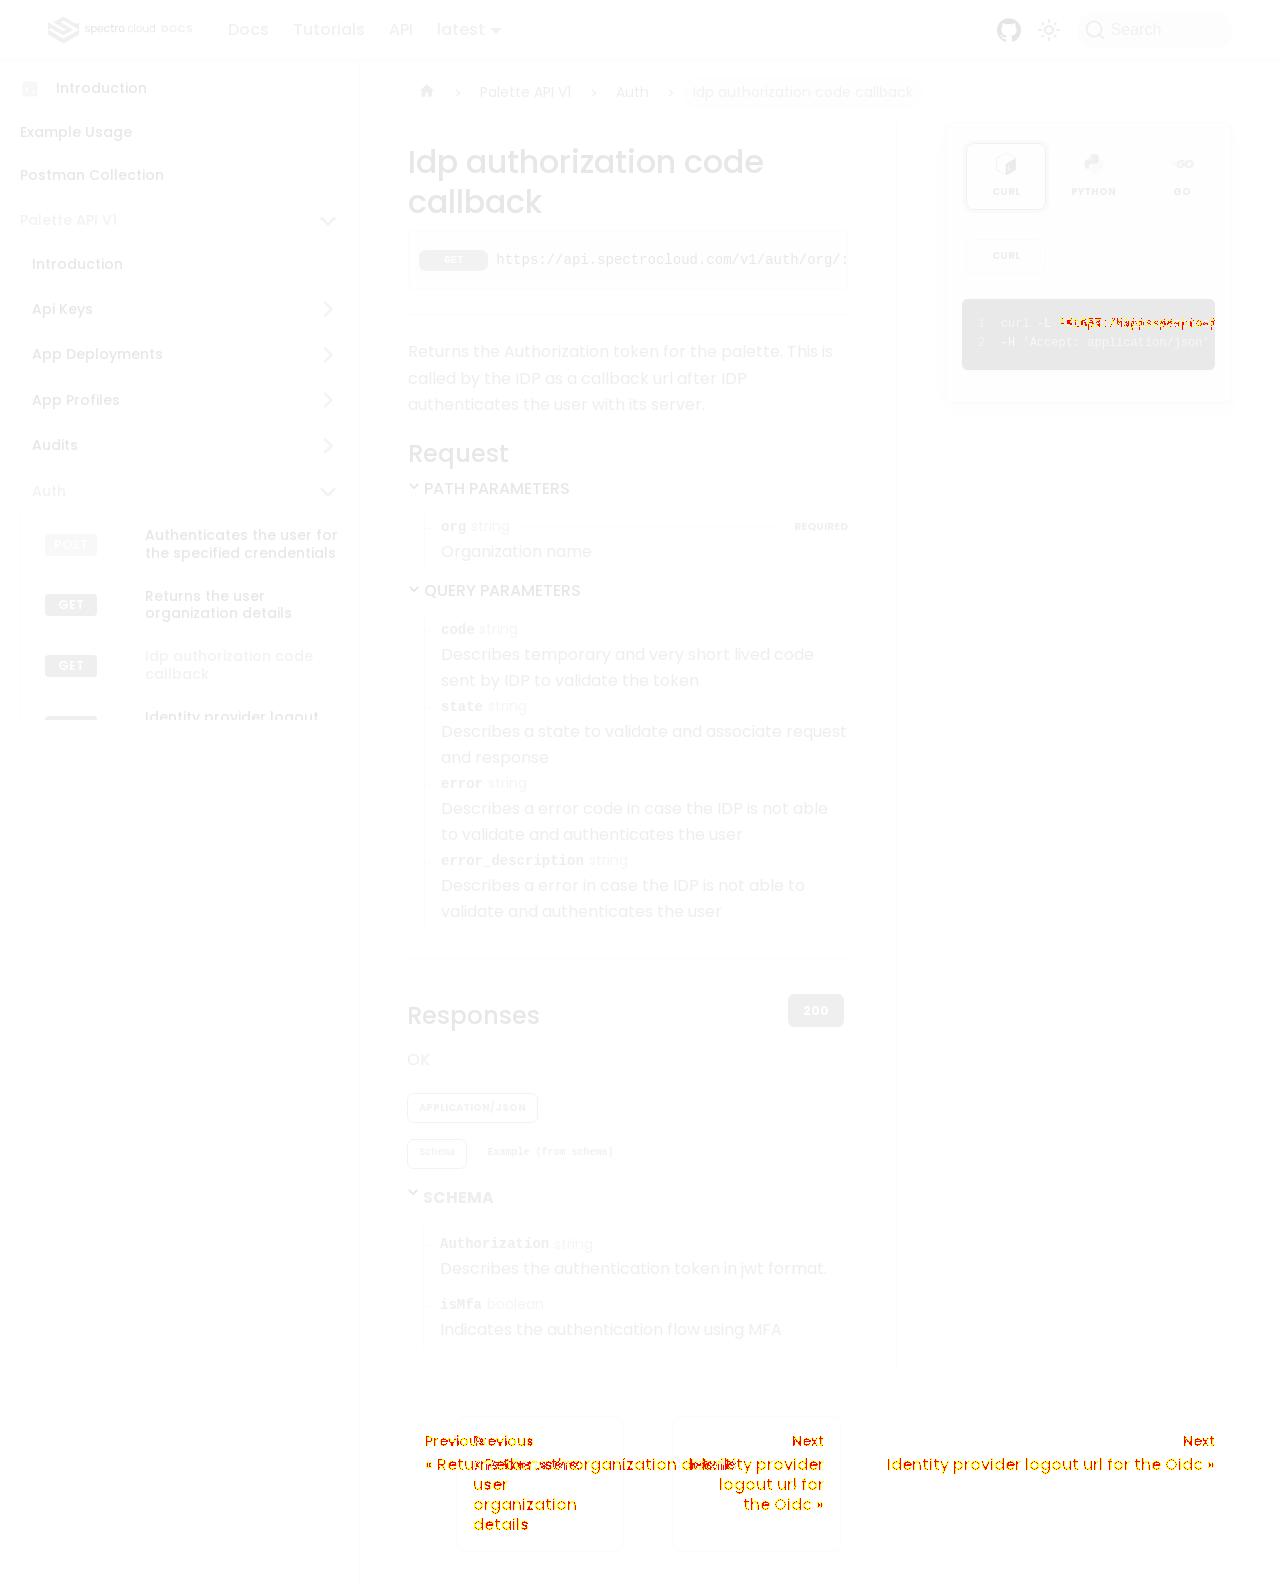 spectro cloud DOCS Docs Tutorials API latest Search
Introduction
Example Usage
Postman Collection
Palette API V1
Introduction
Api Keys
App Deployments
App Profiles
Audits
Auth
POST Authenticates the user for
the specified crendentials
GET Returns the user
organization details
GET Idp authorization code
callback
Identity provider logout
Palette API V1 Auth Idp authorization code callback
Idp authorization code
callback
GET https://api.spectrocloud.com/v1/auth/org/:
Returns the Authorization token for the palette. This is
called by the IDP as a callback url after IDP
authenticates the user with its server.
Request
PATH PARAMETERS
org string REQUIRED
Organization name
QUERY PARAMETERS
code string
Describes temporary and very short lived code
sent by IDP to validate the token
state string
Describes a state to validate and associate request
and response
error string
Describes a error code in case the IDP is not able
to validate and authenticates the user
error_description string
Describes a error in case the IDP is not able to
validate and authenticates the user
Responses 200
OK
APPLICATION/JSON
Schema Example (from schema)
SCHEMA
Authorization string
Describes the authentication token in jwt format.
isMfa boolean
Indicates the authentication flow using MFA
CURL PYTHON GO
CURL
1 curl -L
2 -H 'Accept: application/json'
Previous Previous Next Next
Identity provider logout url for the Oidc »
user
organization
details
provider
logout url for
the Oidc »